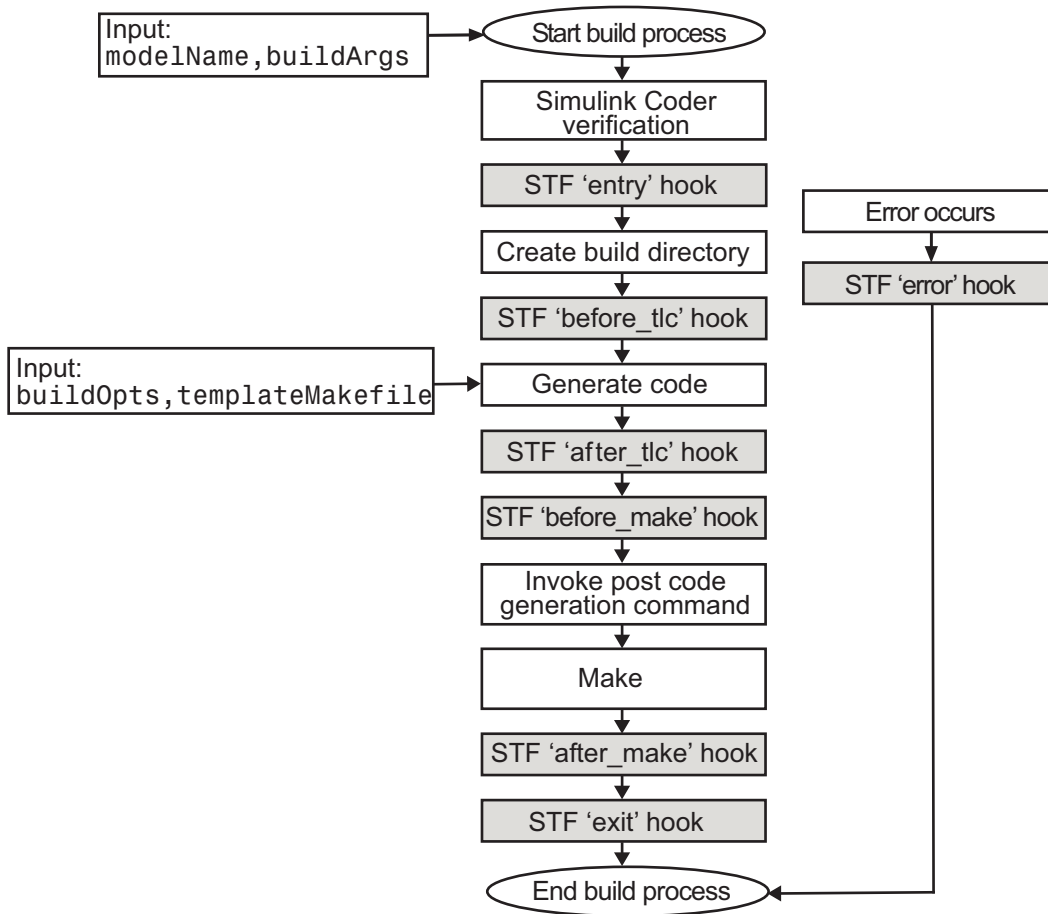 Input:
modelName,buildArgs
Start build process
Simulink Coder
verification
STF ‘entry’ hook
Create build directory
STF ‘before_tlc’ hook
Input:
buildOpts,templateMakefile
Generate code
STF ‘after_tlc’ hook
STF ‘before_make’ hook
Invoke post code
generation command
Make
STF ‘after_make’ hook
STF ‘exit’ hook
End build process
Error occurs
STF ‘error’ hook